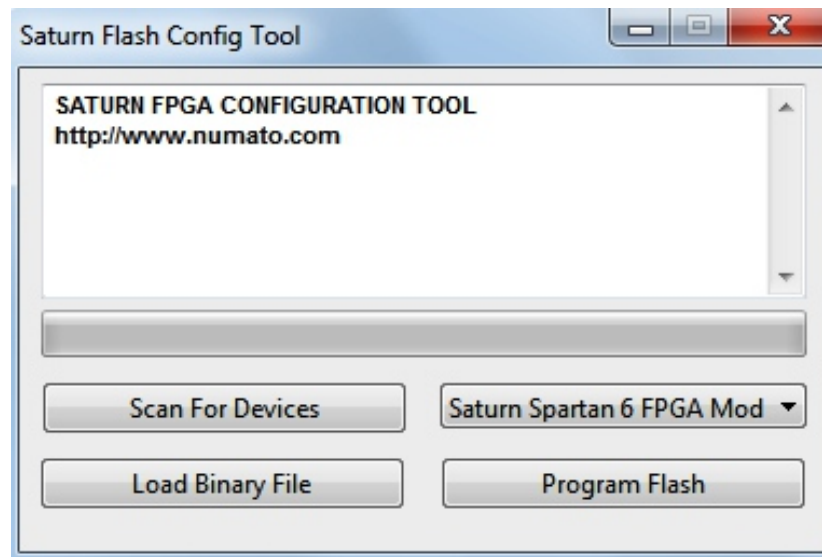 Saturn Flash Config Tool
SATURN FPGA CONFIGURATION TOOL
http://www.numato.com
Scan For Devices
Saturn Spartan 6 FPGA Mod
Load Binary File
Program Flash